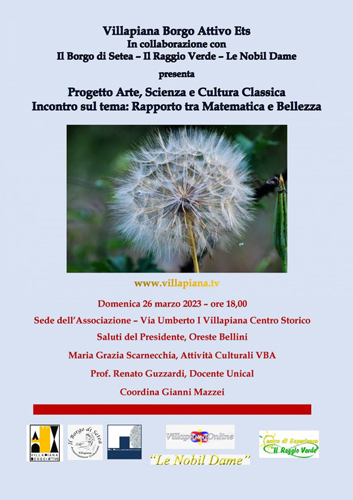 Villapiana Borgo Attivo Ets
In collaborazione con
Il Borgo di Setea – Il Raggio Verde – Le Nobil Dame
presenta
Progetto Arte, Scienza e Cultura Classica
Incontro sul tema: Rapporto tra Matematica e Bellezza
www.villapiana.tv
Domenica 26 marzo 2023 – ore 18,00
Sede dell'Associazione – Via Umberto I Villapiana Centro Storico
Saluti del Presidente, Oreste Bellini
Maria Grazia Scarnecchia, Attività Culturali VBA
Prof. Renato Guzzardi, Docente Unical
Coordina Gianni Mazzei
Il Borgo di Setea
VillapianaOnline
"Le Nobil Dame"
Il Raggio Verde